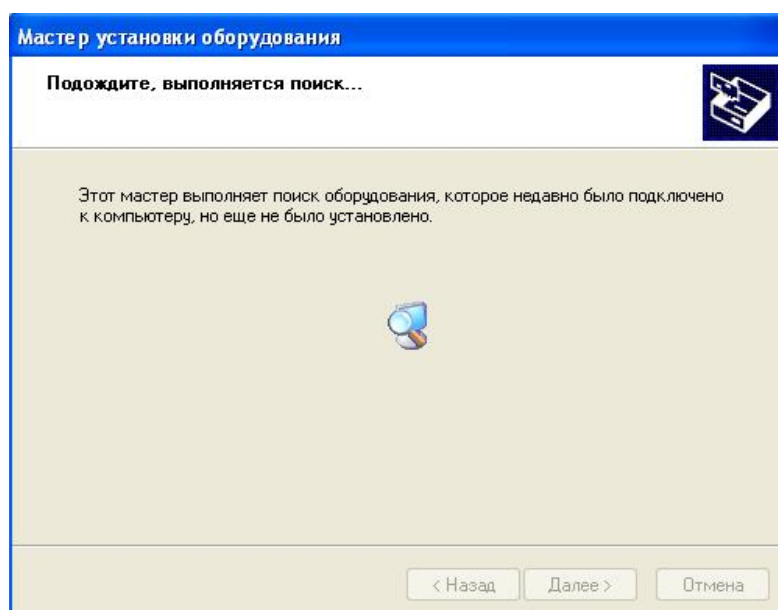 Мастер установки оборудования
Подождите, выполняется поиск...
Этот мастер выполняет поиск оборудования, которое недавно было подключено
к компьютеру, но еще не было установлено.
< Назад
Далее >
Отмена